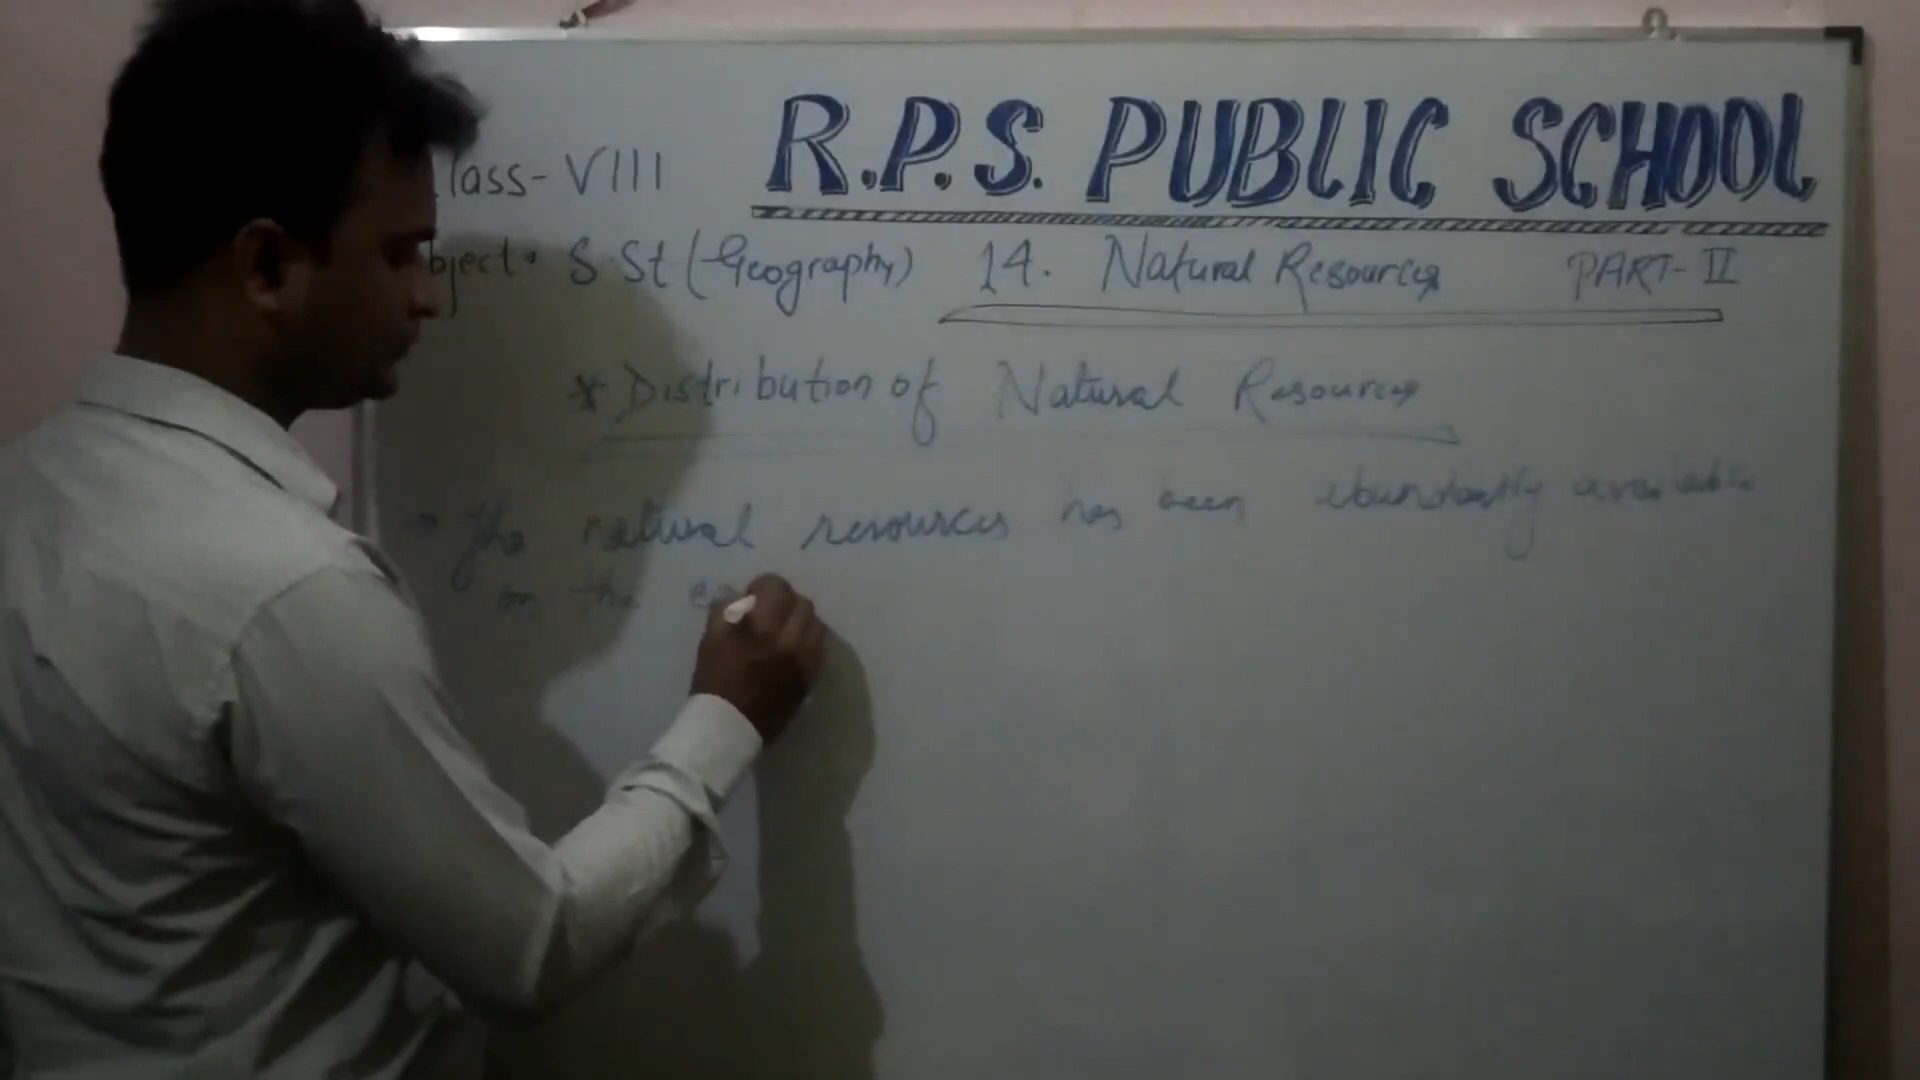 R.P.S. PUBLIC SCHOOL
lass- VIII
bject. S.St (Geography) 14. Natural Resources PART- II
* Distribution of Natural Resources
the natural resources has been abundantly available
on the